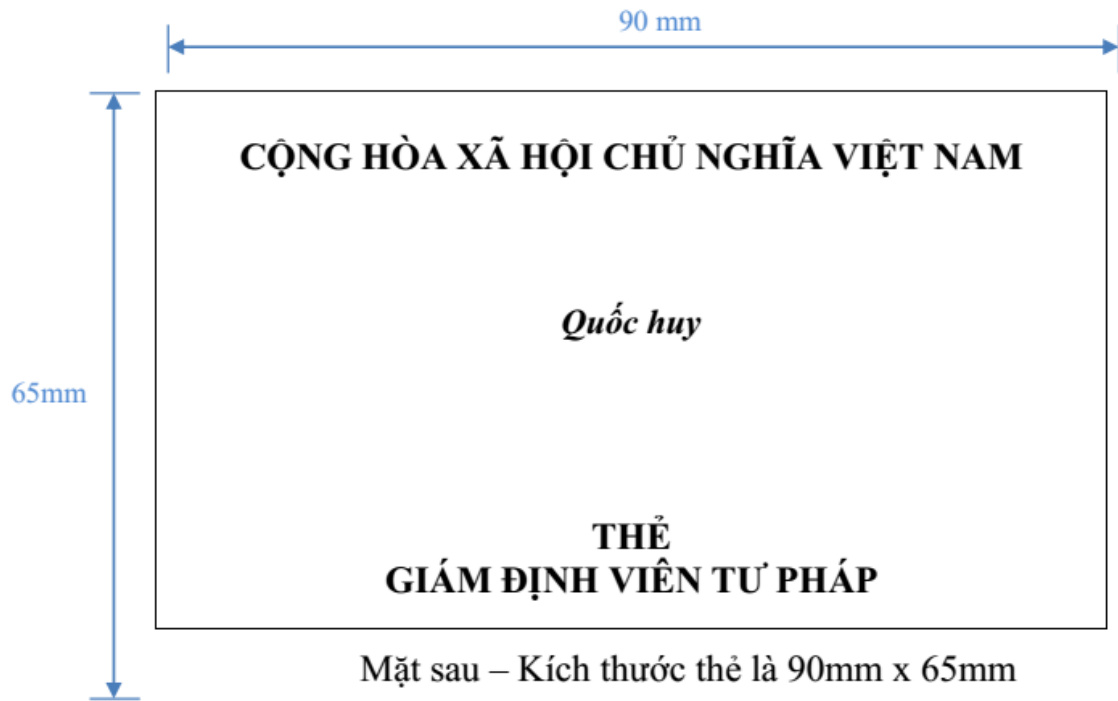 90 mm
CỘNG HÒA XÃ HỘI CHỦ NGHĨA VIỆT NAM
Quốc huy
65mm
THẺ
GIÁM ĐỊNH VIÊN TƯ PHÁP
Mặt sau – Kích thước thẻ là 90mm x 65mm